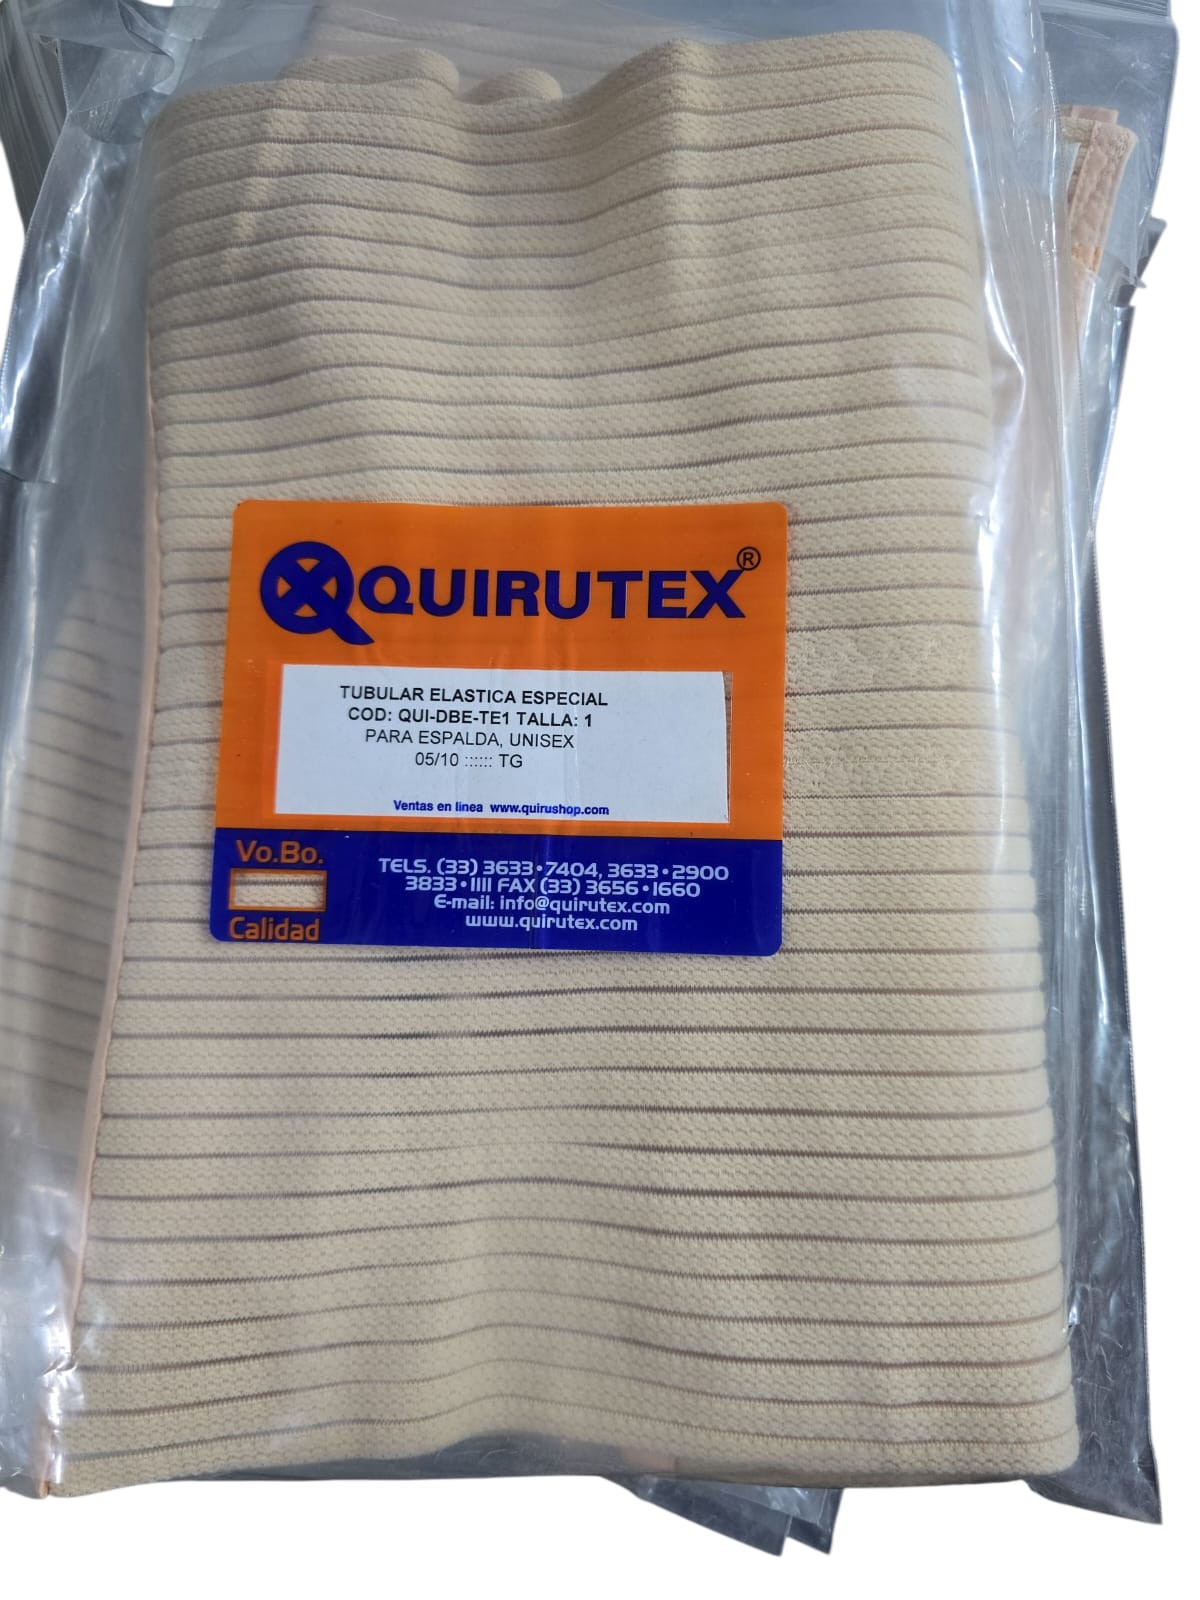 QUIRUTEX®
TUBULAR ELASTICA ESPECIAL
COD: QUI-DBE-TE1 TALLA: 1
PARA ESPALDA, UNISEX
05/10 :::::: TG
Ventas en linea www.quirushop.com
Vo.Bo.
Calidad
TELS. (33) 3633•7404, 3633•2900
3833•1111 FAX (33) 3656•1660
E-mail: info@quirutex.com
www.quirutex.com